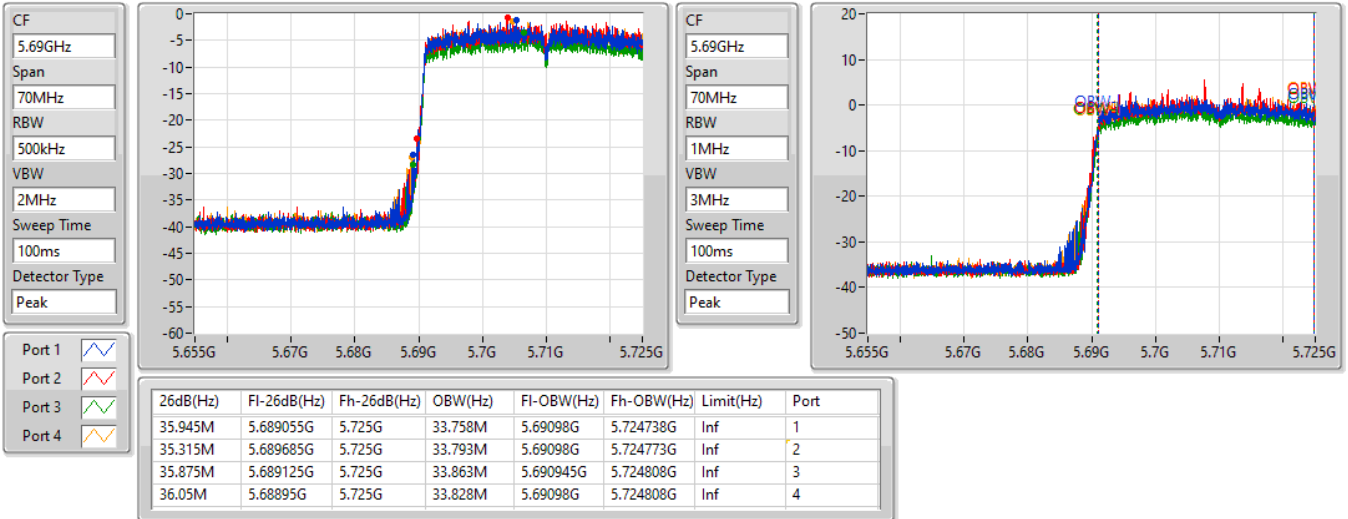 CF
5.69GHz
Span
70MHz
RBW
500kHz
VBW
2MHz
Sweep Time
100ms
Detector Type
Peak
0
-5
-10
-15
-20
-25
-30
-35
-40
-45
-50
-55
-60
5.655G 5.67G 5.68G 5.69G 5.7G 5.71G 5.725G
CF
5.69GHz
Span
70MHz
RBW
1MHz
VBW
3MHz
Sweep Time
100ms
Detector Type
Peak
20
10
0
-10
-20
-30
-40
-50
5.655G 5.67G 5.68G 5.69G 5.7G 5.71G 5.725G
Port 1
Port 2
Port 3
Port 4
26dB(Hz) Fl-26dB(Hz) Fh-26dB(Hz) OBW(Hz) Fl-OBW(Hz) Fh-OBW(Hz) Limit(Hz) Port
35.945M 5.689055G 5.725G 33.758M 5.69098G 5.724738G Inf 1
35.315M 5.689685G 5.725G 33.793M 5.69098G 5.724773G Inf 2
35.875M 5.689125G 5.725G 33.863M 5.690945G 5.724808G Inf 3
36.05M 5.68895G 5.725G 33.828M 5.69098G 5.724808G Inf 4